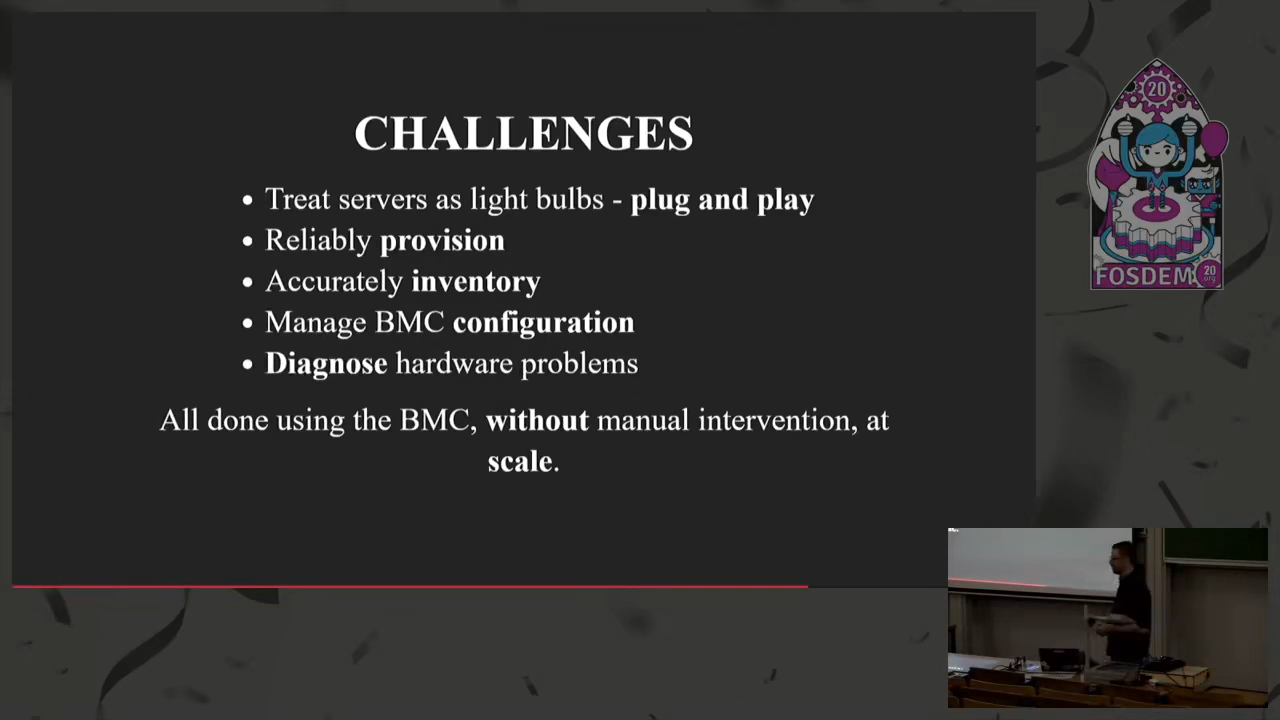 CHALLENGES
• Treat servers as light bulbs - plug and play
• Reliably provision
• Accurately inventory
• Manage BMC configuration
• Diagnose hardware problems
All done using the BMC, without manual intervention, at
scale.
20
FOSDEM
20
org